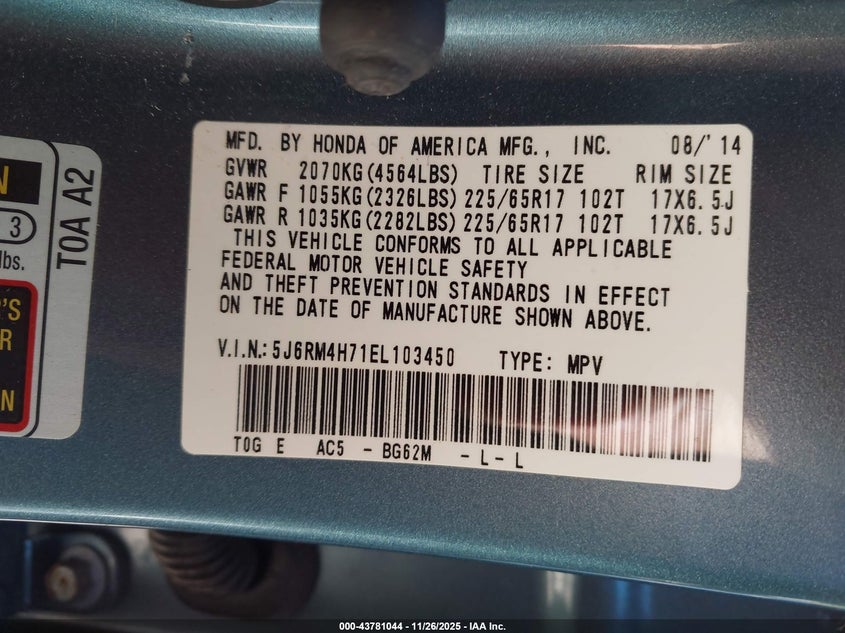 MFD. BY HONDA OF AMERICA MFG., INC. 08/'14
GVWR 2070KG(4564LBS) TIRE SIZE RIM SIZE
GAWR F 1055KG(2326LBS) 225/65R17 102T 17X6.5J
GAWR R 1035KG(2282LBS) 225/65R17 102T 17X6.5J
THIS VEHICLE CONFORMS TO ALL APPLICABLE
FEDERAL MOTOR VEHICLE SAFETY
AND THEFT PREVENTION STANDARDS IN EFFECT
ON THE DATE OF MANUFACTURE SHOWN ABOVE.
V.I.N.: 5J6RM4H71EL103450 TYPE: MPV
T0G E AC5 - BG62M - L - L
N
3
lbs.
'S
R
N
T0A A2
000-43781044 - 11/26/2025 - IAA Inc.